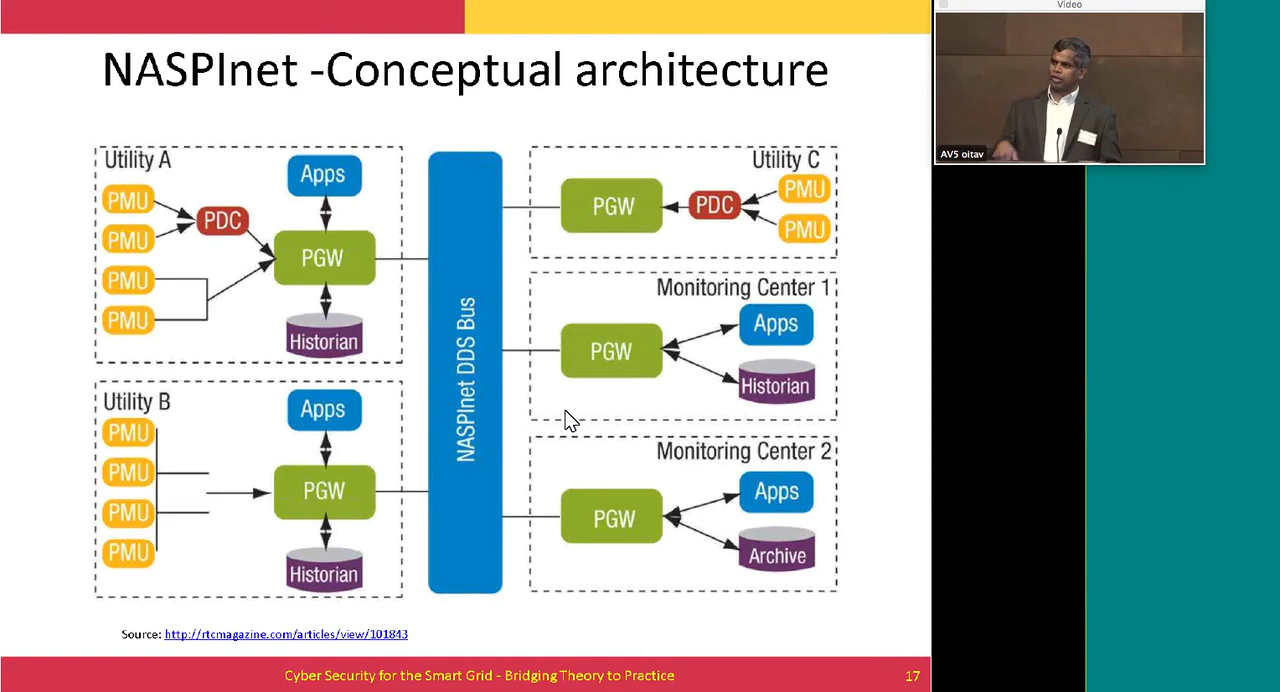 NASPInet -Conceptual architecture
Utility A
PMU
PMU
PMU
PMU
PDC
Apps
PGW
Historian
Utility B
PMU
PMU
PMU
PMU
Apps
PGW
Historian
NASPInet DDS Bus
Utility C
PGW
PDC
PMU
PMU
Monitoring Center 1
PGW
Apps
Historian
Monitoring Center 2
PGW
Apps
Archive
Source: http://rtcmagazine.com/articles/view/101843
Cyber Security for the Smart Grid - Bridging Theory to Practice
17
Video
AV5 oitav